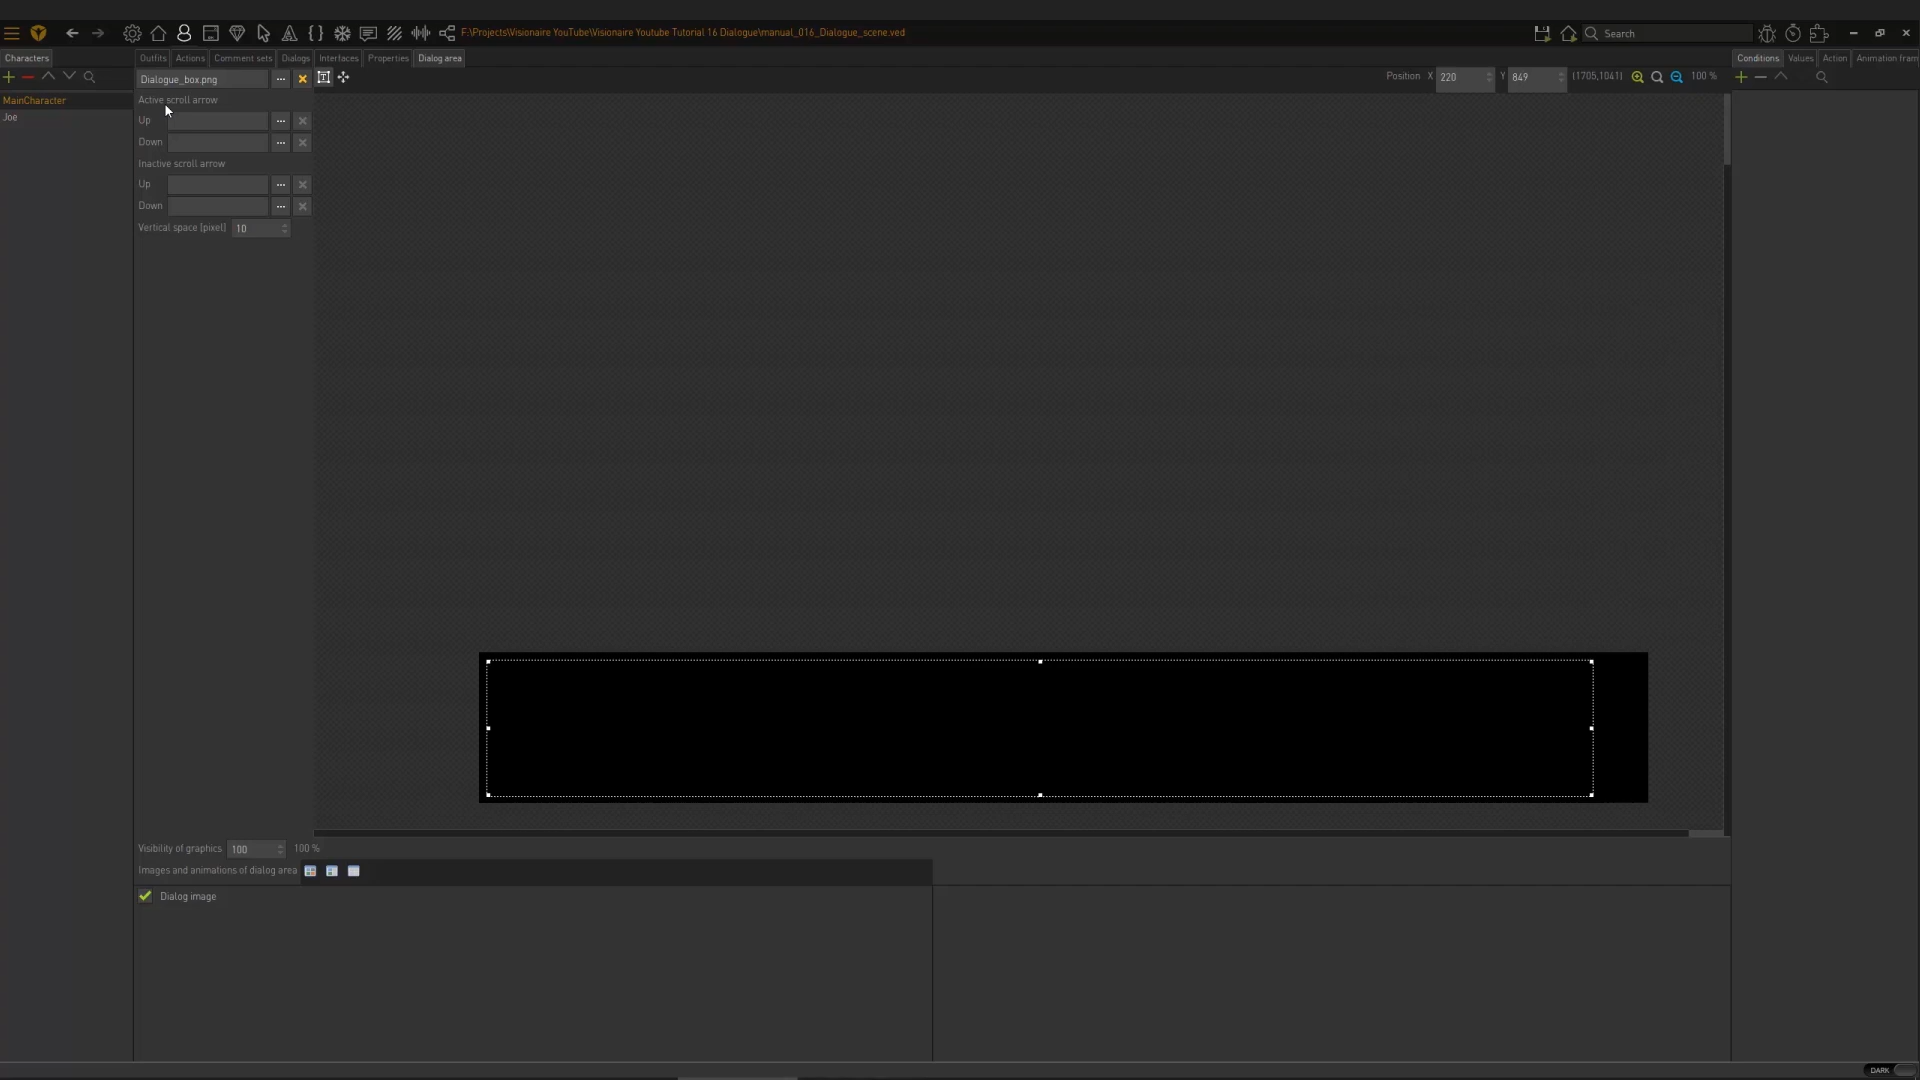 F:\Projects\Visionaire YouTube\Visionaire Youtube Tutorial 16 Dialogue\manual_016_Dialogue_scene.ved
Search
Characters
Outfits Actions Comment sets Dialogs Interfaces Properties Dialog area
Conditions Values Action Animation fram
Dialogue_box.png
Position X 220 Y 849 (1705,1041) 100 %
MainCharacter
Joe
Active scroll arrow
Up
Down
Inactive scroll arrow
Up
Down
Vertical space [pixel] 10
Visibility of graphics 100 100 %
Images and animations of dialog area
Dialog image
DARK